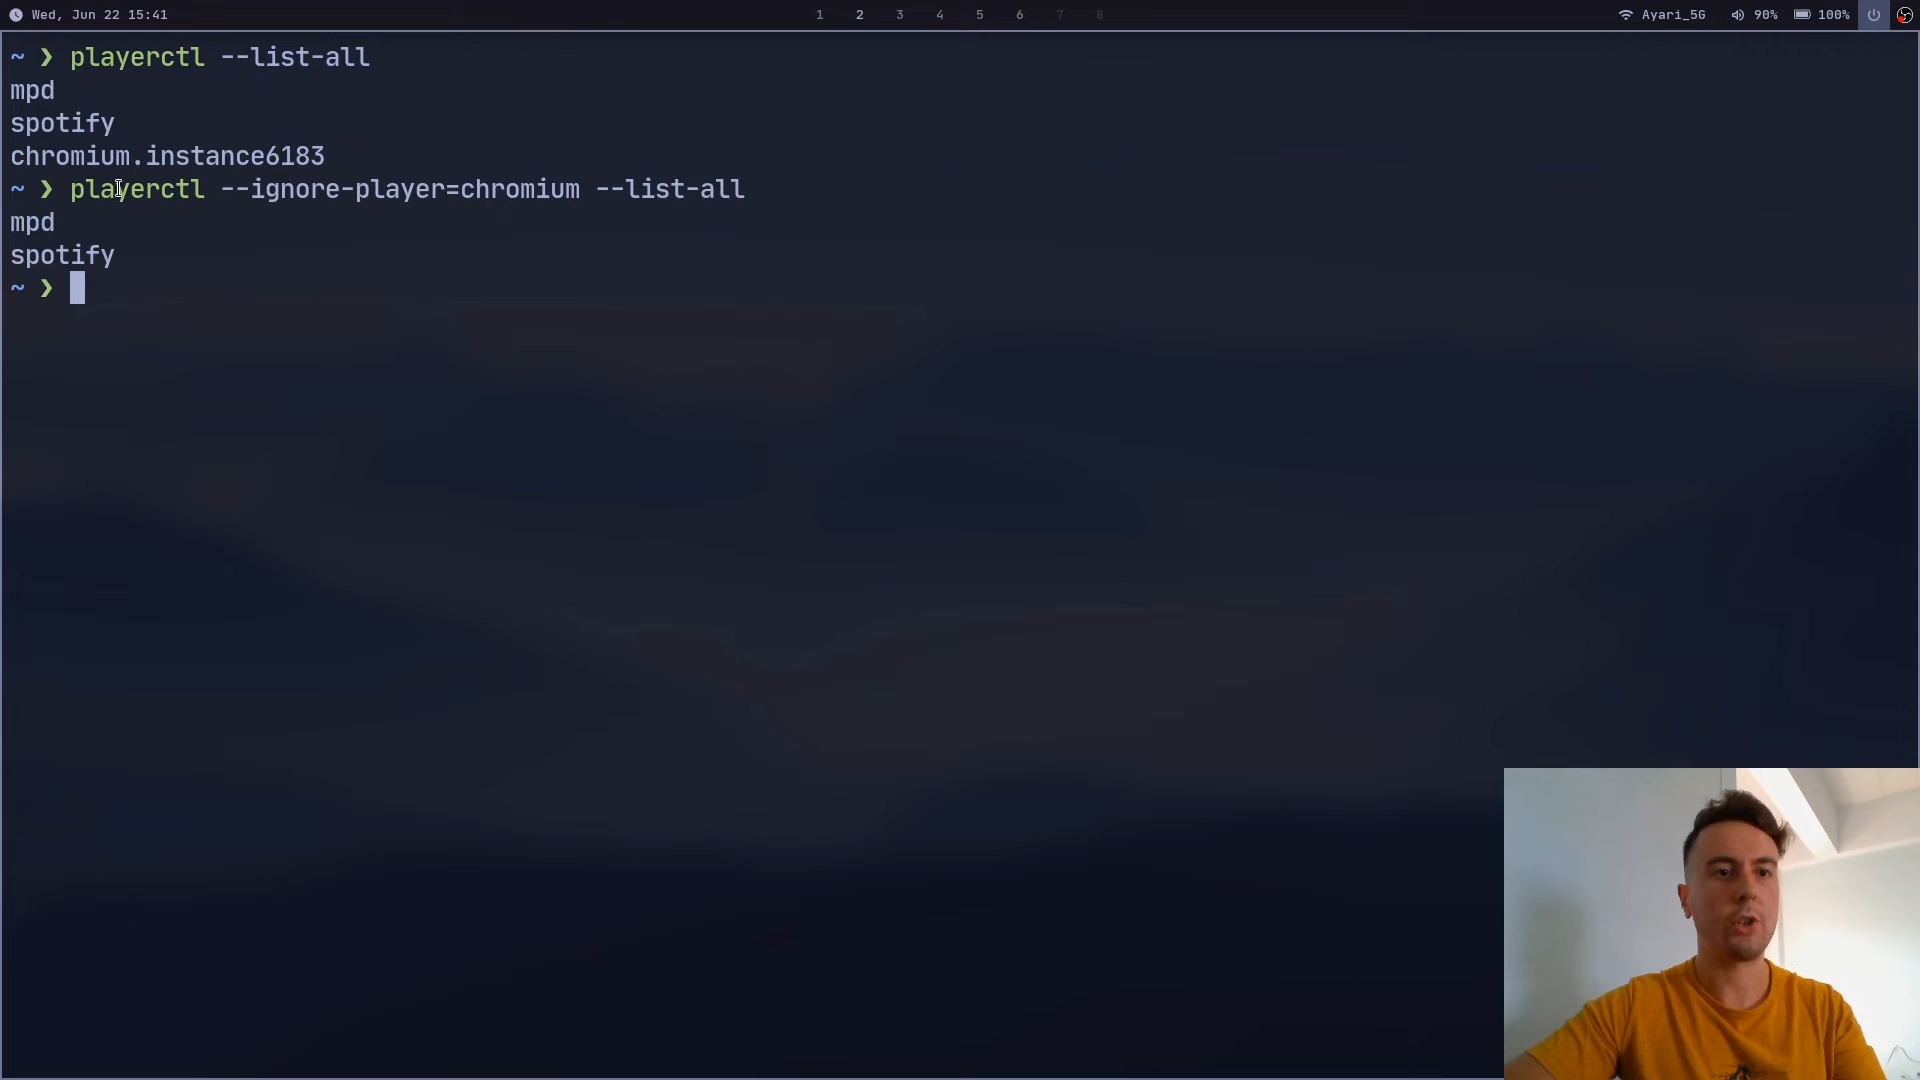 Wed, Jun 22 15:41 1 2 3 4 5 6 7 8 Ayari_5G 90% 100%
~ ❯ playerctl --list-all
mpd
spotify
chromium.instance6183
~ ❯ playerctl --ignore-player=chromium --list-all
mpd
spotify
~ ❯